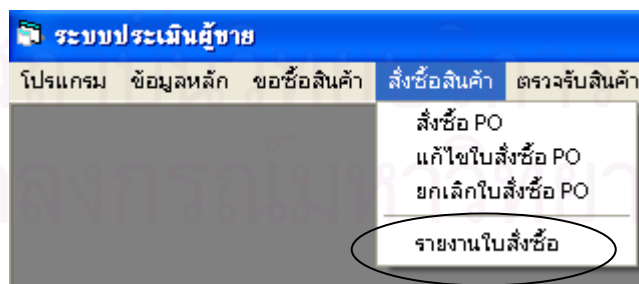 ระบบประเมินผู้ขาย
โปรแกรม ข้อมูลหลัก ขอซื้อสินค้า สั่งซื้อสินค้า ตรวจรับสินค้า
สั่งซื้อ PO
แก้ไขใบสั่งซื้อ PO
ยกเลิกใบสั่งซื้อ PO
รายงานใบสั่งซื้อ